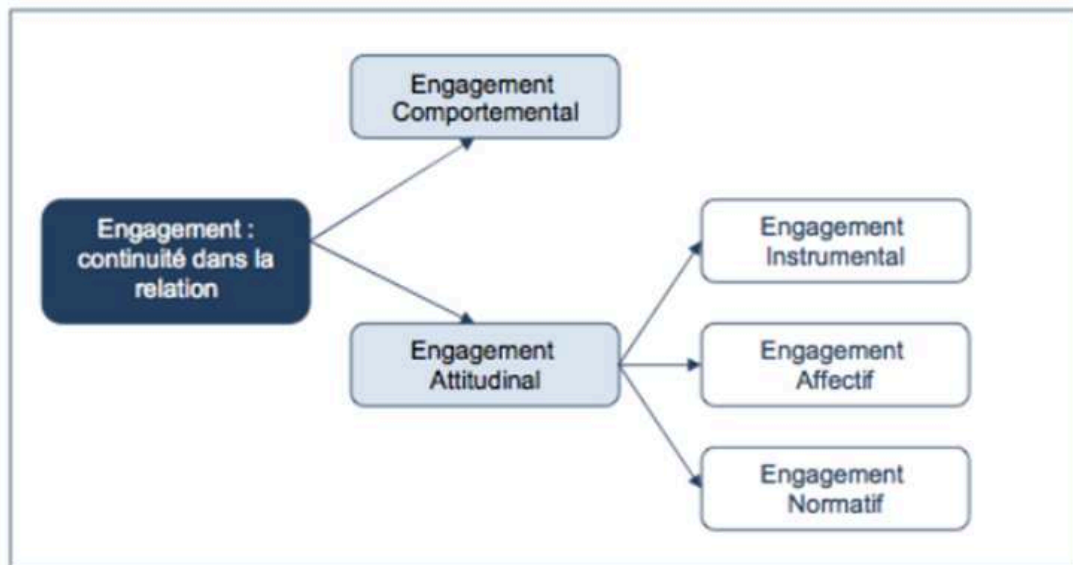 Engagement
Comportemental
Engagement :
continuité dans la
relation
Engagement
Attitudinal
Engagement
Instrumental
Engagement
Affectif
Engagement
Normatif